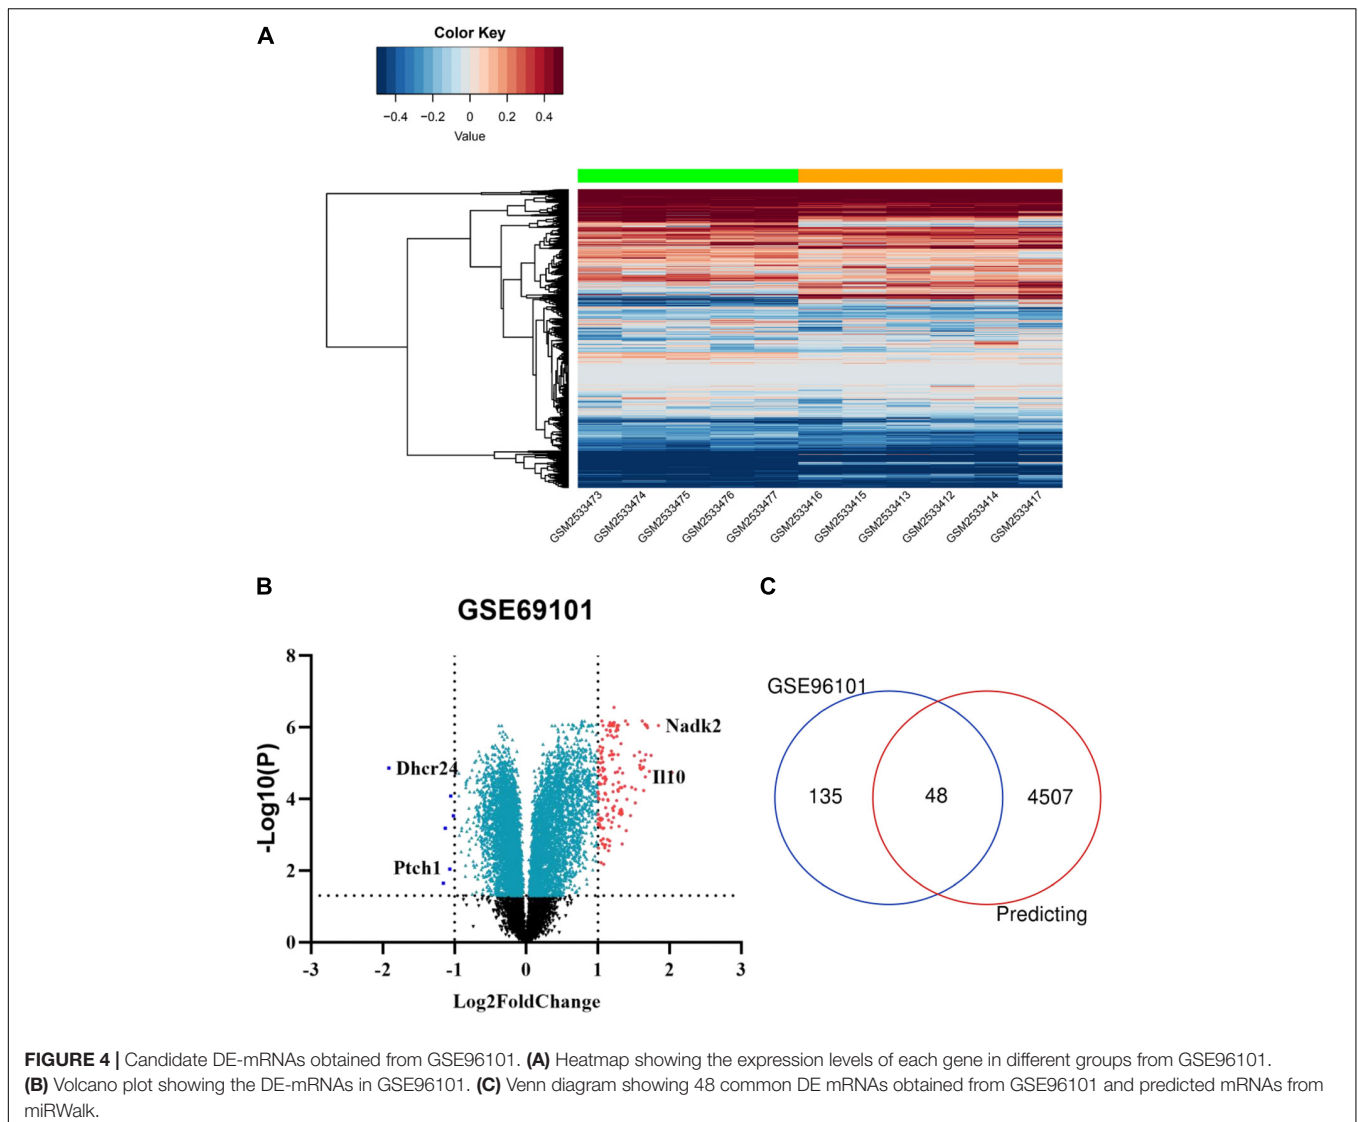 A
Color Key
−0.4 −0.2 0 0.2 0.4
Value
GSM2533473
GSM2533474
GSM2533475
GSM2533476
GSM2533477
GSM2533416
GSM2533415
GSM2533413
GSM2533412
GSM2533414
GSM2533417
B
GSE69101
8
6
4
2
0
-Log10(P)
Nadk2
Dhcr24
Il10
Ptch1
-3 -2 -1 0 1 2 3
Log2FoldChange
C
GSE96101
135 48 4507
Predicting
FIGURE 4 | Candidate DE-mRNAs obtained from GSE96101. (A) Heatmap showing the expression levels of each gene in different groups from GSE96101.
(B) Volcano plot showing the DE-mRNAs in GSE96101. (C) Venn diagram showing 48 common DE mRNAs obtained from GSE96101 and predicted mRNAs from
miRWalk.